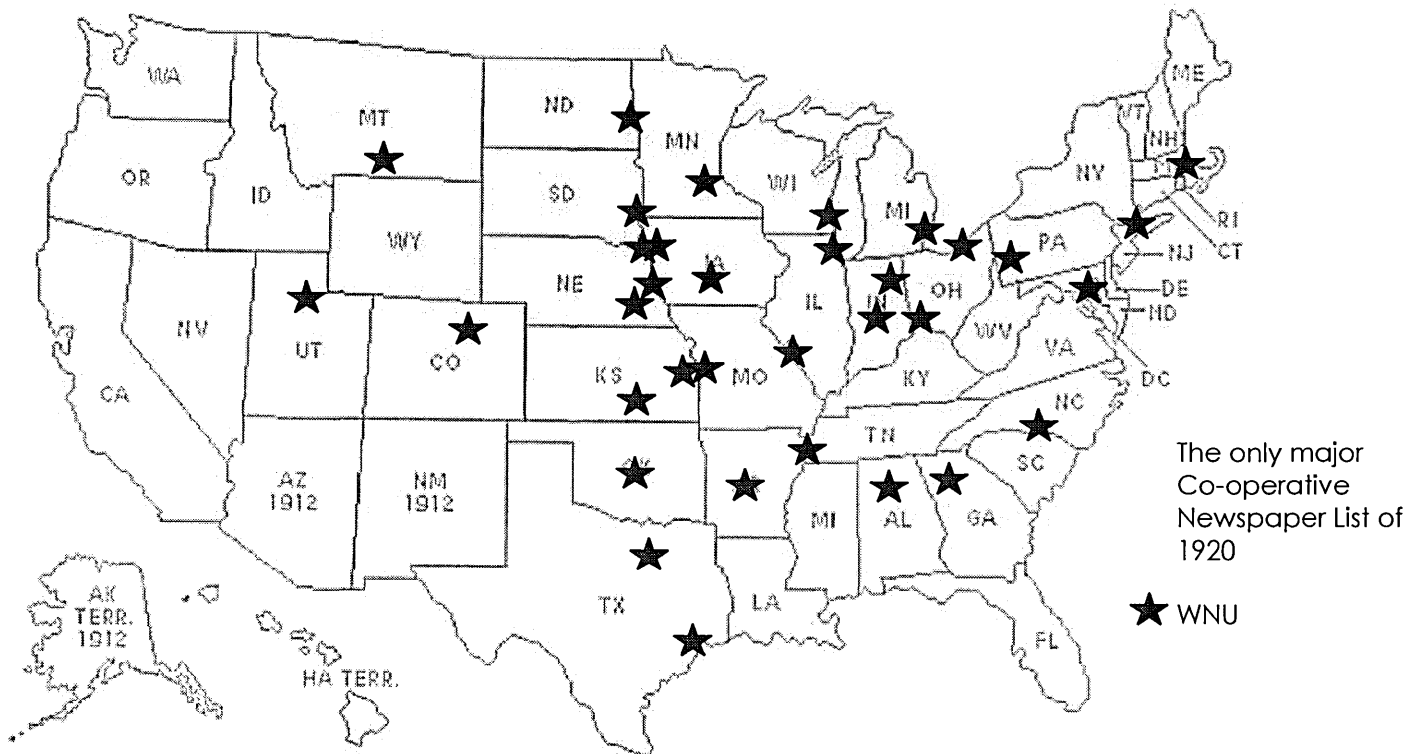 WA
MT
ND
MN
ME
VT
NH
OR
ID
SD
WI
MI
NY
WY
RI
CT
PA
NJ
NE
IA
IL
IN
OH
DE
MD
NV
UT
CO
WV
VA
DC
CA
KS
MO
KY
NC
TN
SC
AZ
1912
NM
1912
MI
AL
GA
The only major
Co-operative
Newspaper List of
1920
TX
LA
WNU
FL
AK
TERR.
1912
HA TERR.